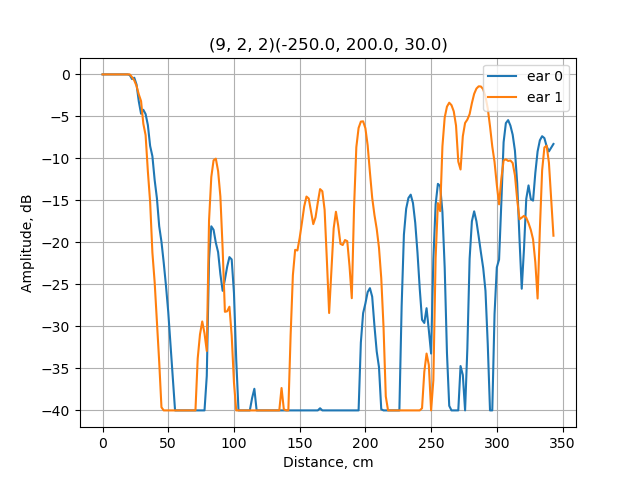 (9, 2, 2)(-250.0, 200.0, 30.0)
ear 0
ear 1
Amplitude, dB
0
−5
−10
−15
−20
−25
−30
−35
−40
0 50 100 150 200 250 300 350
Distance, cm